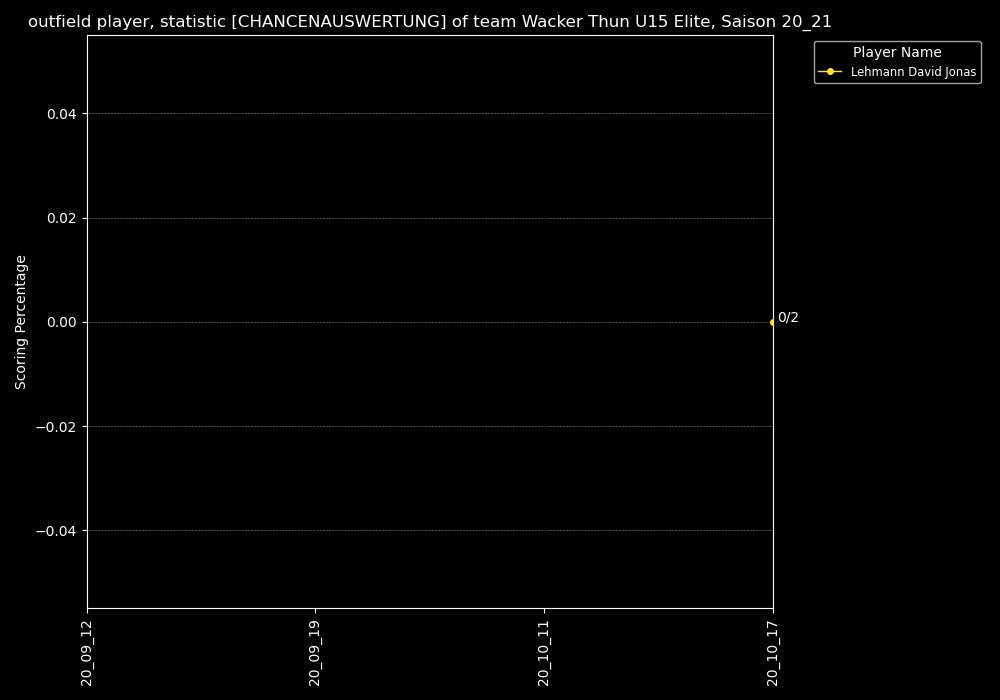 outfield player, statistic [CHANCENAUSWERTUNG] of team Wacker Thun U15 Elite, Saison 20_21
Player Name
Lehmann David Jonas
Scoring Percentage
0.04
0.02
0.00
−0.02
−0.04
0/2
20_09_12
20_09_19
20_10_11
20_10_17